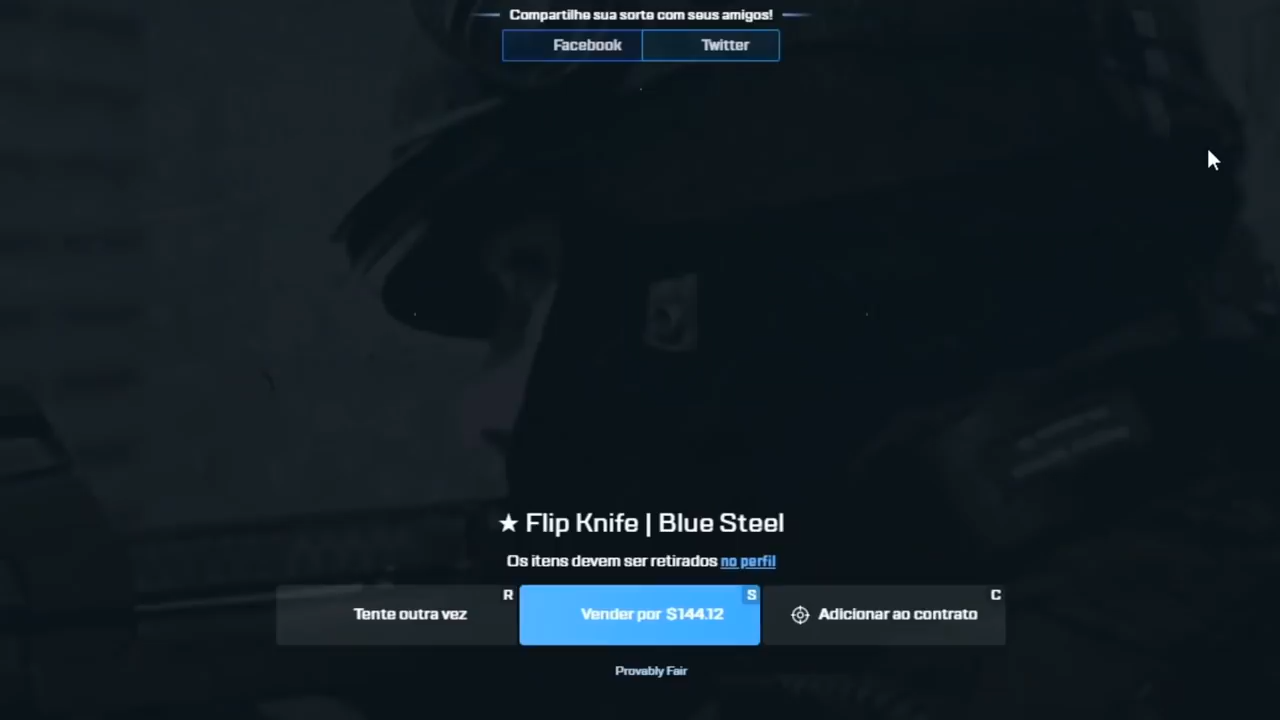 Compartilhe sua sorte com seus amigos!
Facebook
Twitter
★ Flip Knife | Blue Steel
Os itens devem ser retirados no perfil
Tente outra vez R
Vender por $144.12 S
Adicionar ao contrato C
Provably Fair